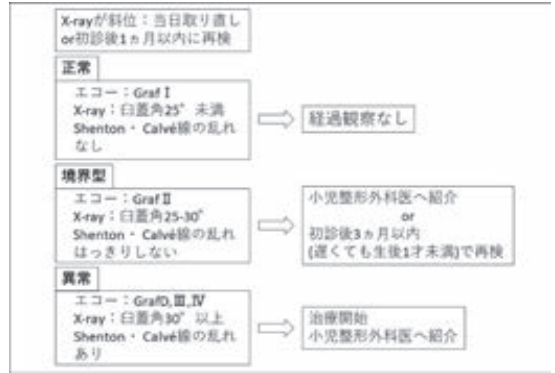 X-rayが斜位：当日取り直し
or初診後1ヵ月以内に再検
正常
エコー：Graf Ⅰ
X-ray：臼蓋角25°未満
Shenton・Calvé線の乱れ
なし
経過観察なし
境界型
エコー：Graf Ⅱ
X-ray：臼蓋角25-30°
Shenton・Calvé線の乱れ
はっきりしない
小児整形外科医へ紹介
or
初診後3ヵ月以内
(遅くても生後1才未満)で再検
異常
エコー：GrafD,Ⅲ,Ⅳ
X-ray：臼蓋角30°以上
Shenton・Calvé線の乱れ
あり
治療開始
小児整形外科医へ紹介